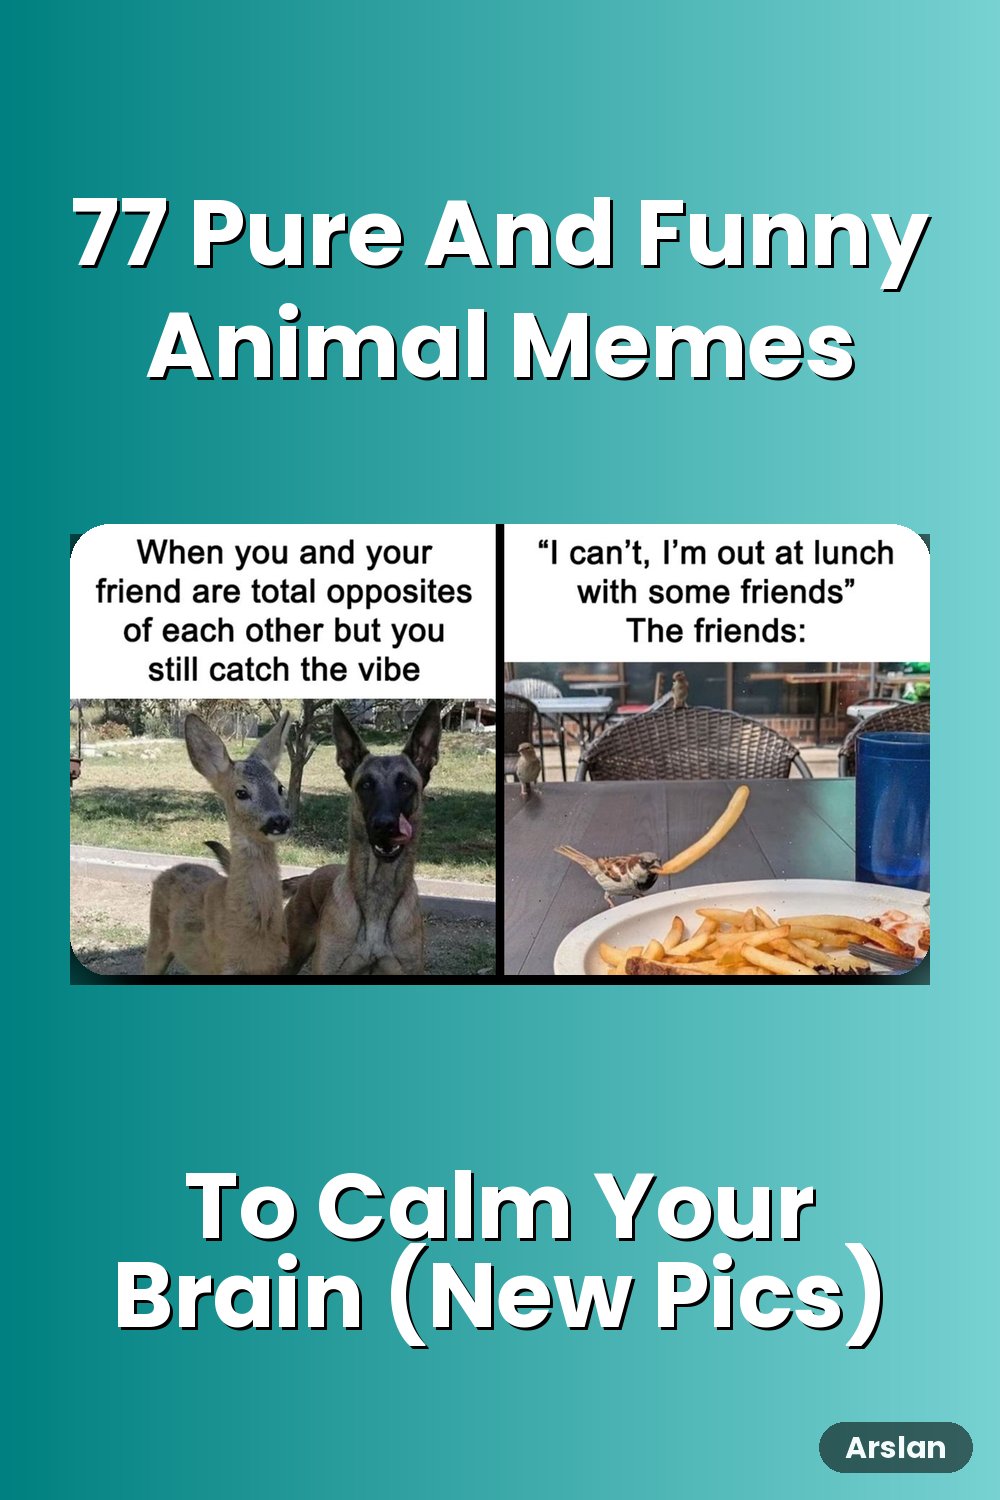 77 Pure And Funny
Animal Memes
When you and your
friend are total opposites
of each other but you
still catch the vibe
“I can’t, I’m out at lunch
with some friends”
The friends:
To Calm Your
Brain (New Pics)
Arslan